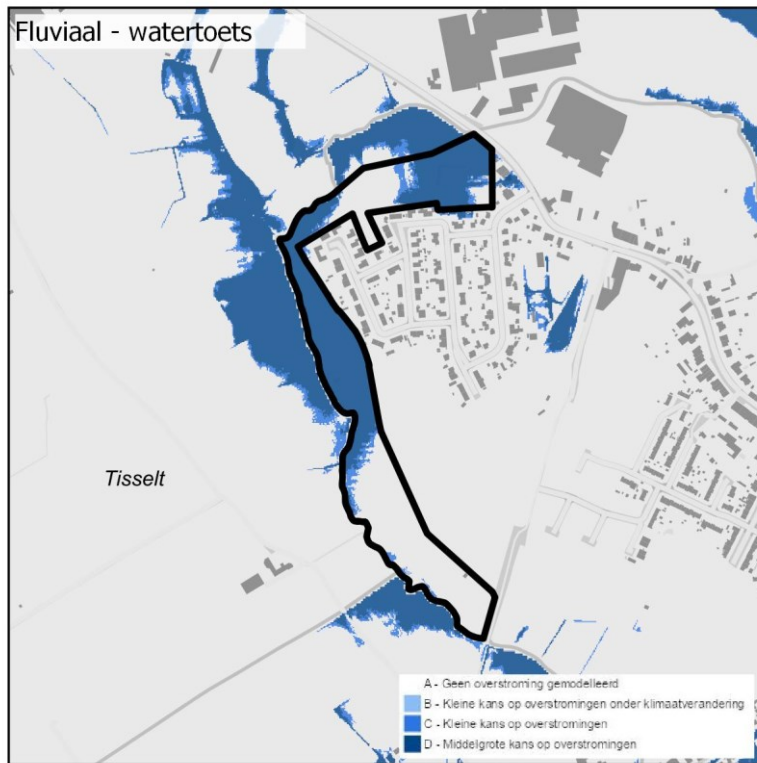 Fluviaal - watertoets
Tisselt
A - Geen overstroming gemodelleerd
B - Kleine kans op overstromingen onder klimaatverandering
C - Kleine kans op overstromingen
D - Middelgrote kans op overstromingen